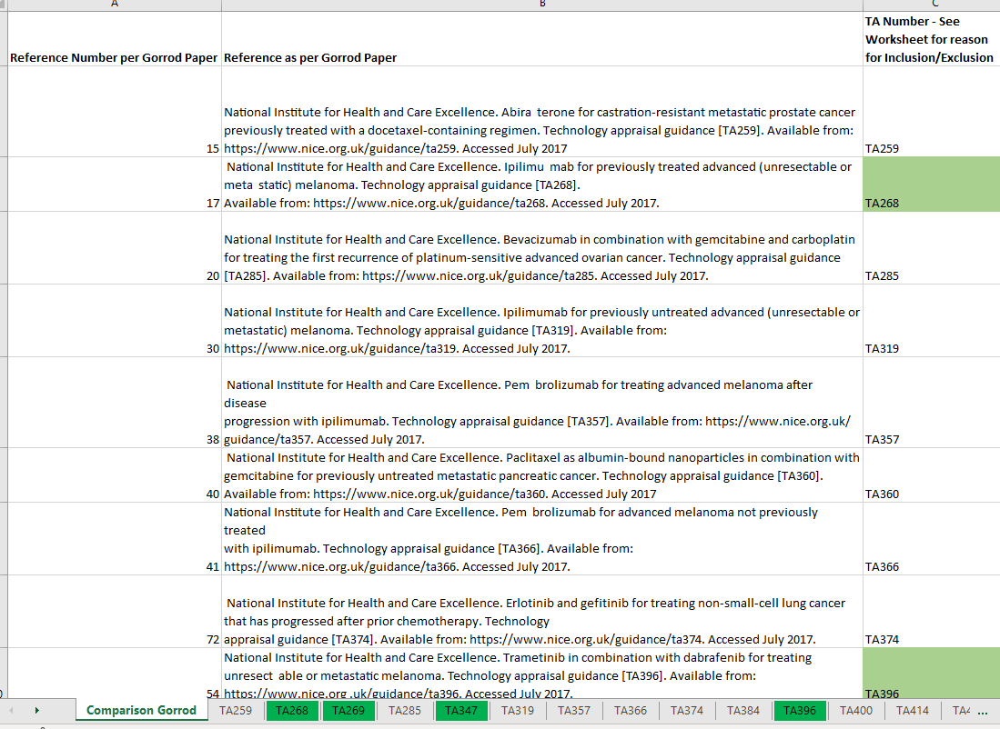 A B C
TA Number - See
Worksheet for reason
Reference Number per Gorrod Paper Reference as per Gorrod Paper for Inclusion/Exclusion
National Institute for Health and Care Excellence. Abira  terone for castration-resistant metastatic prostate cancer
previously treated with a docetaxel-containing regimen. Technology appraisal guidance [TA259]. Available from:
15 https://www.nice.org.uk/guidance/ta259. Accessed July 2017 TA259
National Institute for Health and Care Excellence. Ipilimu  mab for previously treated advanced (unresectable or
meta  static) melanoma. Technology appraisal guidance [TA268].
17 Available from: https://www.nice.org.uk/guidance/ta268. Accessed July 2017. TA268
National Institute for Health and Care Excellence. Bevacizumab in combination with gemcitabine and carboplatin
for treating the first recurrence of platinum-sensitive advanced ovarian cancer. Technology appraisal guidance
20 [TA285]. Available from: https://www.nice.org.uk/guidance/ta285. Accessed July 2017. TA285
National Institute for Health and Care Excellence. Ipilimumab for previously untreated advanced (unresectable or
metastatic) melanoma. Technology appraisal guidance [TA319]. Available from:
30 https://www.nice.org.uk/guidance/ta319. Accessed July 2017. TA319
National Institute for Health and Care Excellence. Pem  brolizumab for treating advanced melanoma after
disease
progression with ipilimumab. Technology appraisal guidance [TA357]. Available from: https://www.nice.org.uk/
38 guidance/ta357. Accessed July 2017. TA357
National Institute for Health and Care Excellence. Paclitaxel as albumin-bound nanoparticles in combination with
gemcitabine for previously untreated metastatic pancreatic cancer. Technology appraisal guidance [TA360].
40 Available from: https://www.nice.org.uk/guidance/ta360. Accessed July 2017 TA360
National Institute for Health and Care Excellence. Pem  brolizumab for advanced melanoma not previously
treated
with ipilimumab. Technology appraisal guidance [TA366]. Available from:
41 https://www.nice.org.uk/guidance/ta366. Accessed July 2017. TA366
National Institute for Health and Care Excellence. Erlotinib and gefitinib for treating non-small-cell lung cancer
that has progressed after prior chemotherapy. Technology
72 appraisal guidance [TA374]. Available from: https://www.nice.org.uk/guidance/ta374. Accessed July 2017. TA374
National Institute for Health and Care Excellence. Trametinib in combination with dabrafenib for treating
unresect  able or metastatic melanoma. Technology appraisal guidance [TA396]. Available from:
54 https://www.nice.org .uk/guidance/ta396. Accessed July 2017. TA396
Comparison Gorrod TA259 TA268 TA269 TA285 TA347 TA319 TA357 TA366 TA374 TA384 TA396 TA400 TA414 TA4 ...